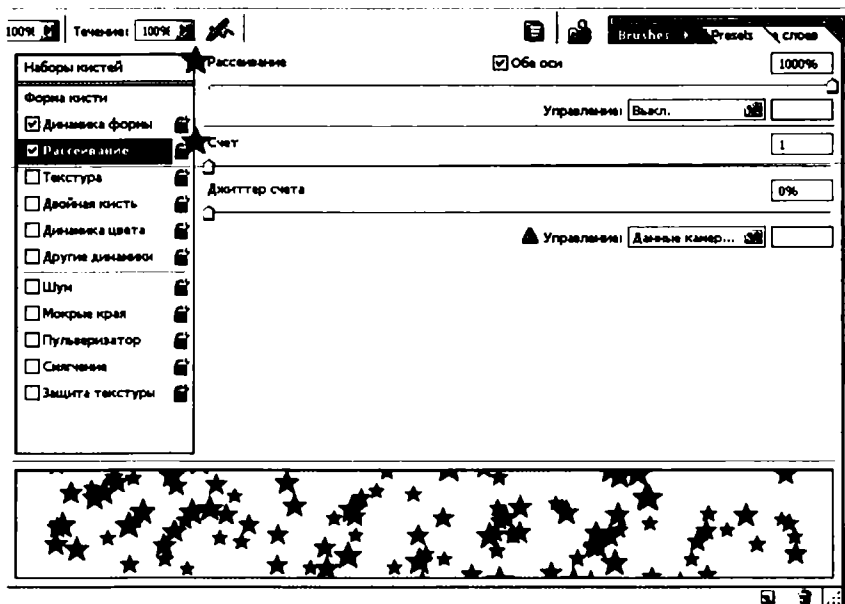 100% Течение: 100% Brushes Presets слоев
Наборы кистей
Форма кисти
Динамика формы
Рассеивание
Текстура
Двойная кисть
Динамика цвета
Другие динамики
Шум
Мокрые края
Пульверизатор
Смягчение
Защита текстуры
Рассеивание Обе оси 1000%
Управление: Выкл.
Счет 1
Джиттер счета 0%
Управление: Данные камер...